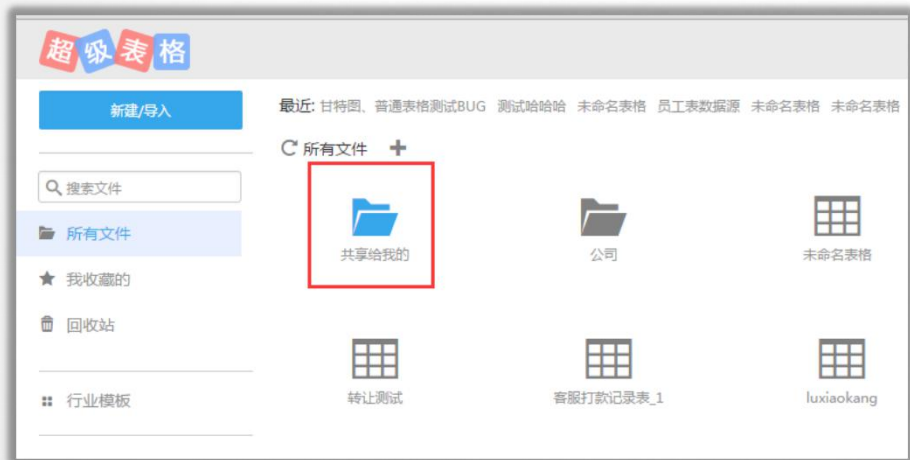 超级表格
新建/导入
最近: 甘特图、普通表格测试BUG 测试哈哈哈 未命名表格 员工表数据源 未命名表格 未命名表格
所有文件
搜索文件
所有文件
我收藏的
回收站
行业模板
共享给我的 公司 未命名表格
转让测试 客服打款记录表_1 luxiaokang